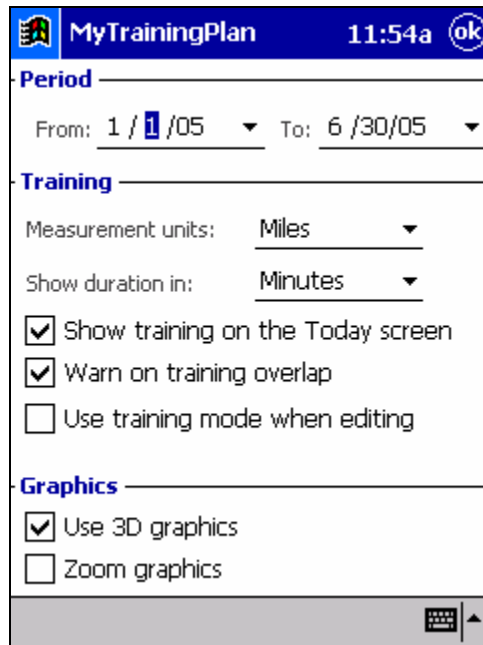 MyTrainingPlan 11:54a ok
Period
From: 1 / 1 /05 To: 6 /30/05
Training
Measurement units: Miles
Show duration in: Minutes
Show training on the Today screen
Warn on training overlap
Use training mode when editing
Graphics
Use 3D graphics
Zoom graphics